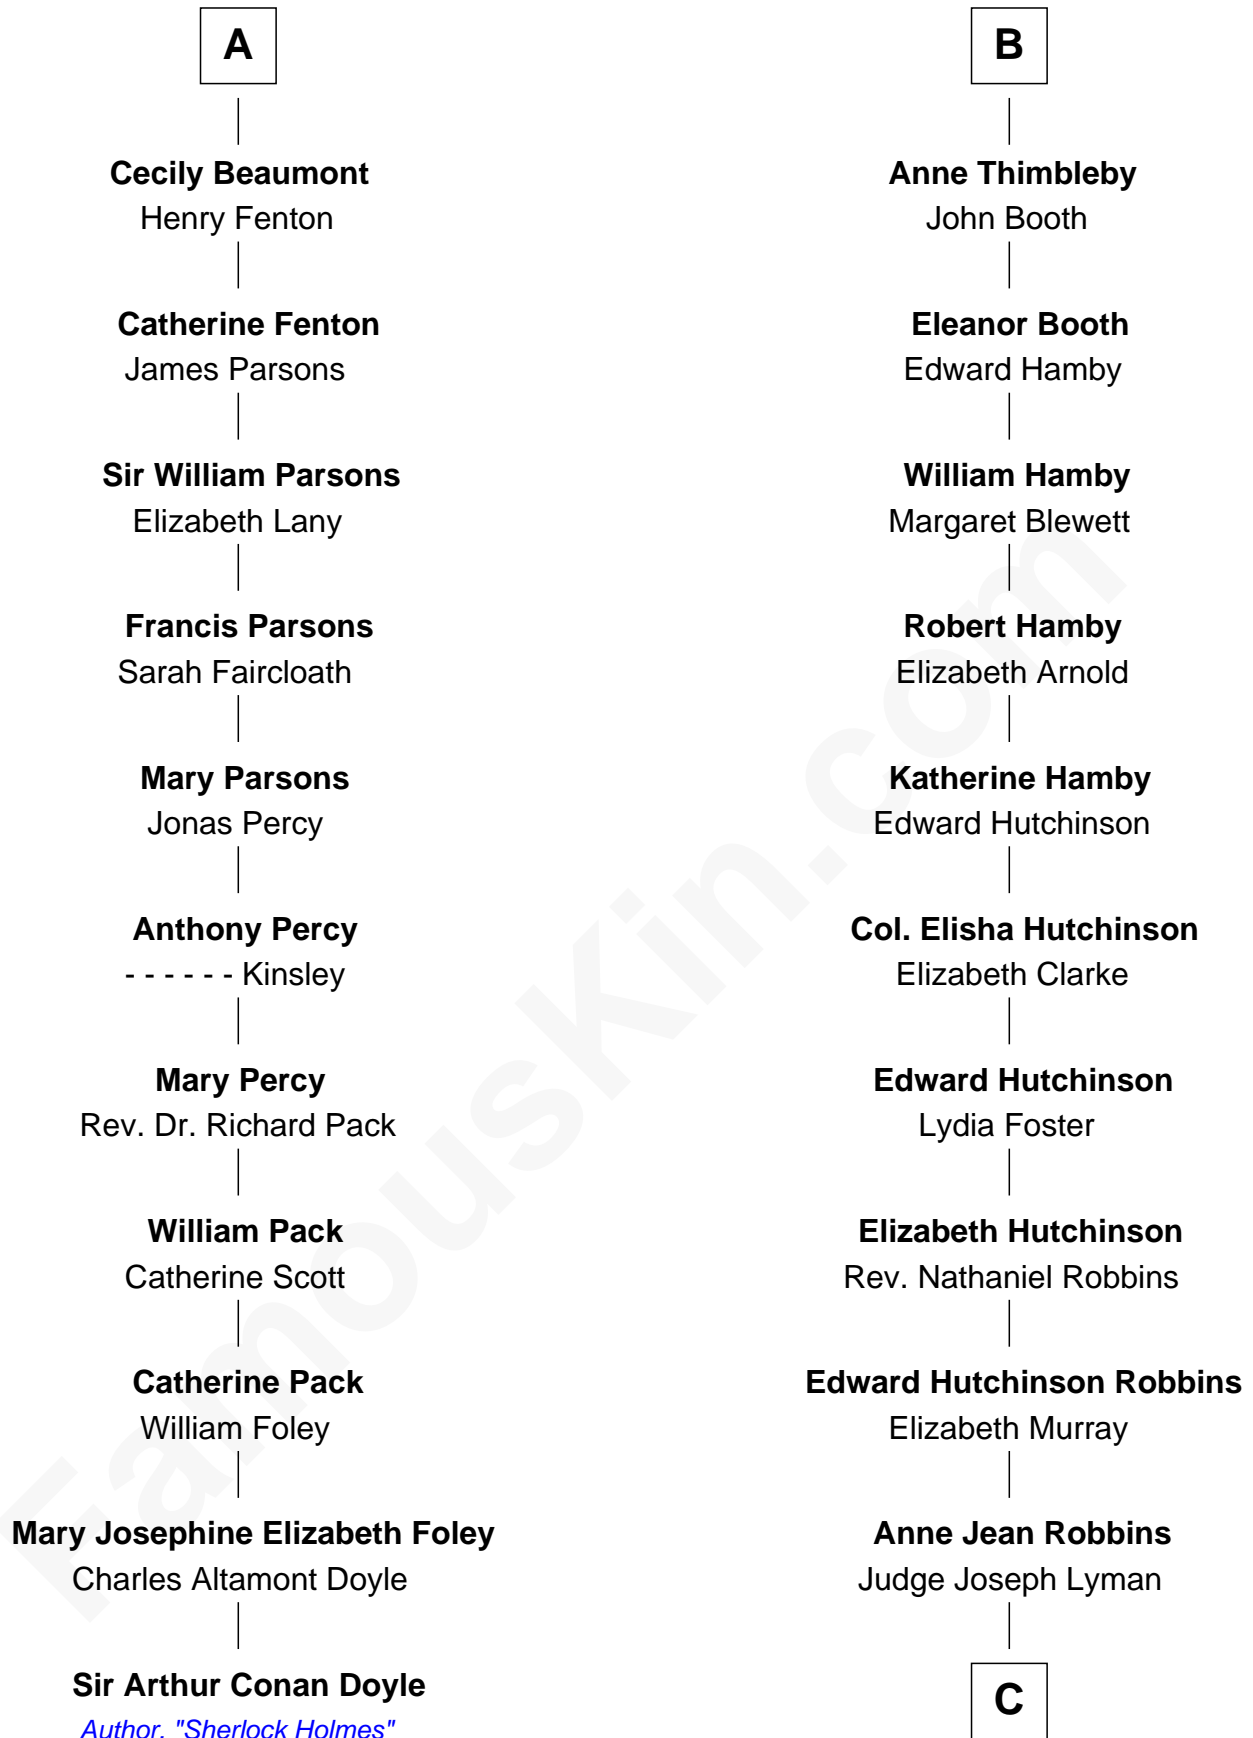 A
Cecily Beaumont
Henry Fenton
Catherine Fenton
James Parsons
Sir William Parsons
Elizabeth Lany
Francis Parsons
Sarah Faircloath
Mary Parsons
Jonas Percy
Anthony Percy
- - - - - - Kinsley
Mary Percy
Rev. Dr. Richard Pack
William Pack
Catherine Scott
Catherine Pack
William Foley
Mary Josephine Elizabeth Foley
Charles Altamont Doyle
Sir Arthur Conan Doyle
Author, "Sherlock Holmes"
B
Anne Thimbleby
John Booth
Eleanor Booth
Edward Hamby
William Hamby
Margaret Blewett
Robert Hamby
Elizabeth Arnold
Katherine Hamby
Edward Hutchinson
Col. Elisha Hutchinson
Elizabeth Clarke
Edward Hutchinson
Lydia Foster
Elizabeth Hutchinson
Rev. Nathaniel Robbins
Edward Hutchinson Robbins
Elizabeth Murray
Anne Jean Robbins
Judge Joseph Lyman
C
FamousKin.com